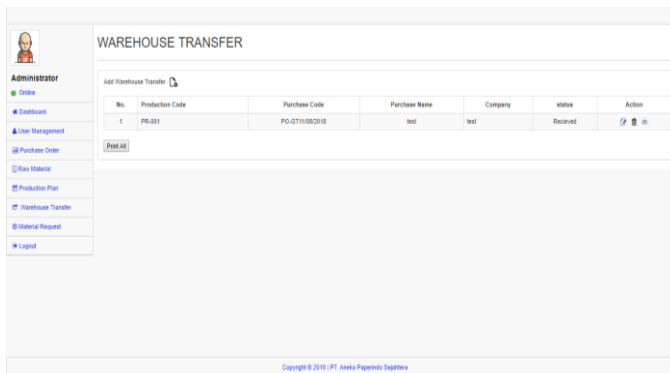 WAREHOUSE TRANSFER
Administrator
Online
Dashboard
User Management
Purchase Order
Raw Material
Production Plan
Warehouse Transfer
Material Request
Logout
Add Warehouse Transfer
No. Production Code Purchase Code Purchase Name Company status Action
1 PR-001 PO-GT11/08/2018 test test Recieved
Print All
Copyright © 2018 | PT. Aneka Paperindo Sejahtera